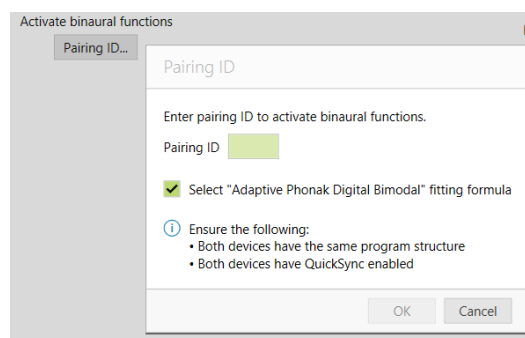 Activate binaural functions
Pairing ID...
Pairing ID
Enter pairing ID to activate binaural functions.
Pairing ID
Select "Adaptive Phonak Digital Bimodal" fitting formula
Ensure the following:
• Both devices have the same program structure
• Both devices have QuickSync enabled
OK Cancel